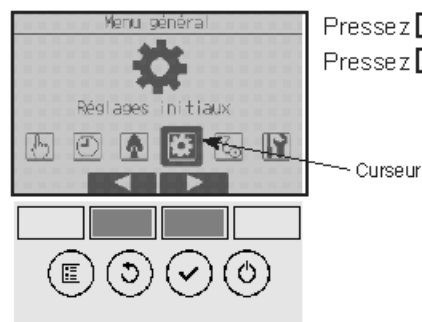 Menu général
Pressez
Pressez
Réglages initiaux
Curseur